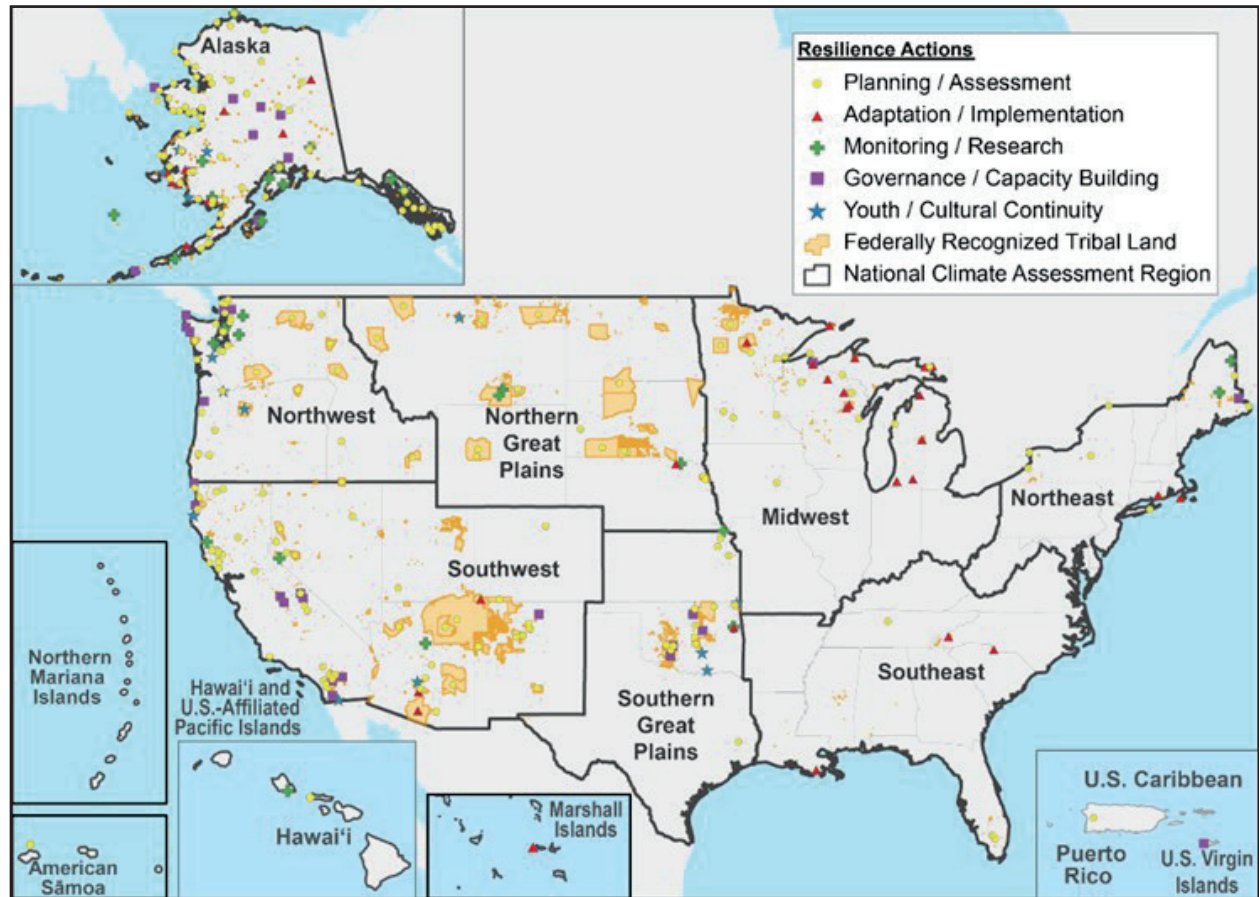 Alaska
Resilience Actions
Planning / Assessment
Adaptation / Implementation
Monitoring / Research
Governance / Capacity Building
Youth / Cultural Continuity
Federally Recognized Tribal Land
National Climate Assessment Region
Northwest
Northern
Great
Plains
Midwest
Northeast
Southwest
Southeast
Southern
Great
Plains
Northern
Mariana
Islands
Hawai‘i and
U.S.-Affiliated
Pacific Islands
Hawai‘i
American
Sāmoa
Marshall
Islands
U.S. Caribbean
Puerto
Rico
U.S. Virgin
Islands